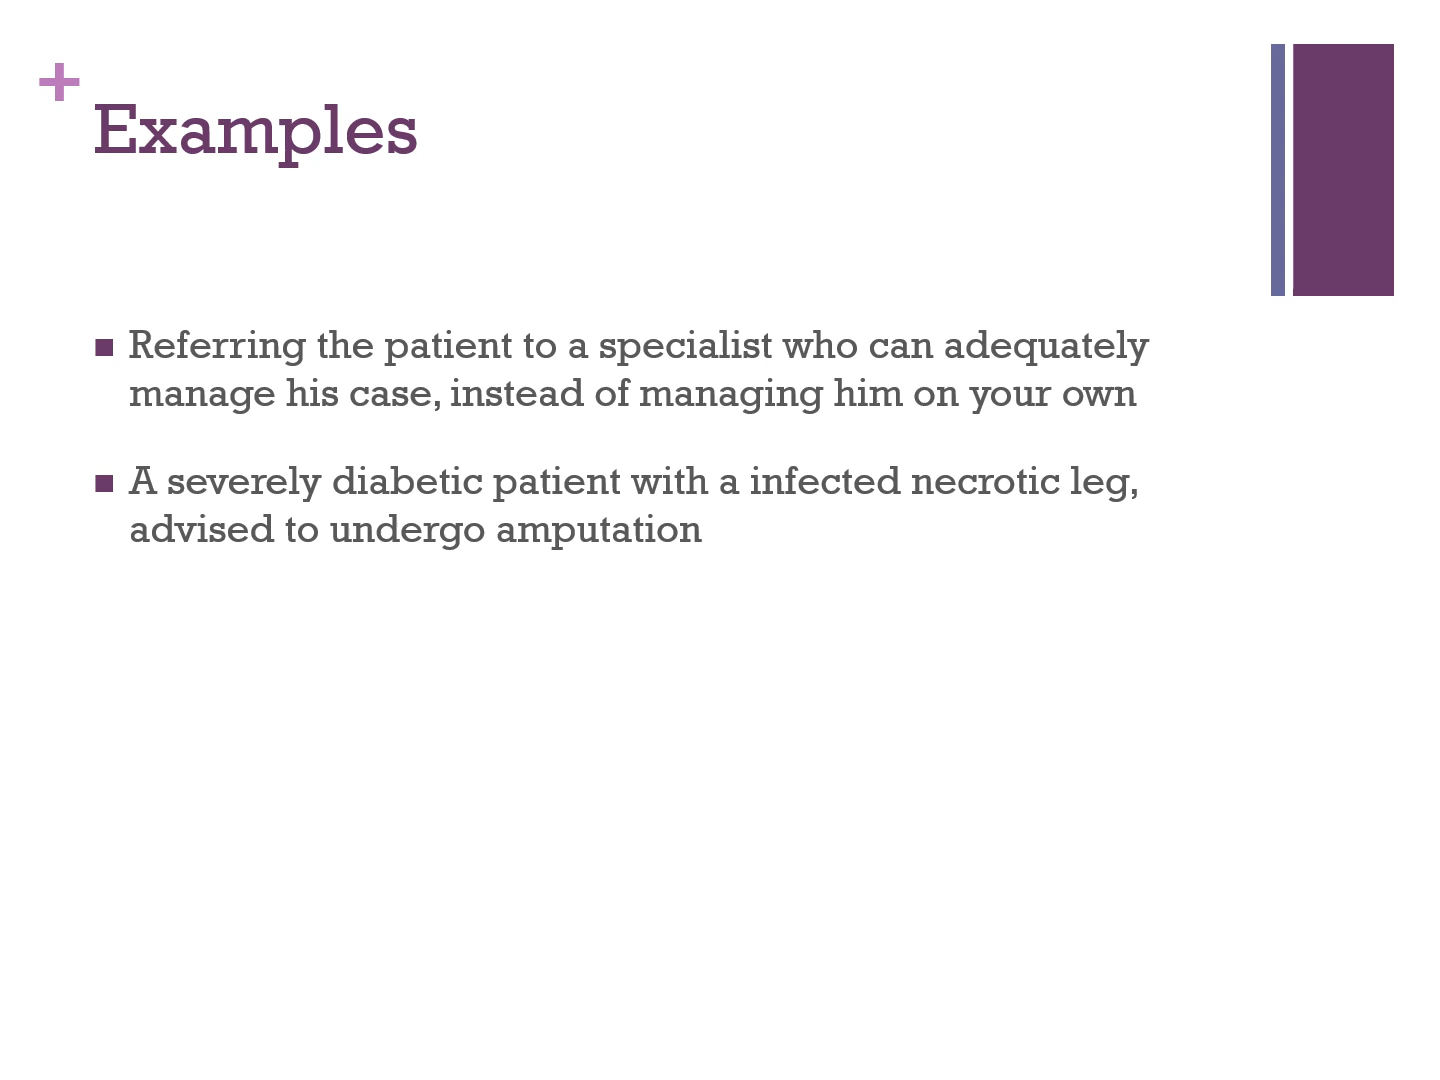 +
Examples
■ Referring the patient to a specialist who can adequately
manage his case, instead of managing him on your own
■ A severely diabetic patient with a infected necrotic leg,
advised to undergo amputation